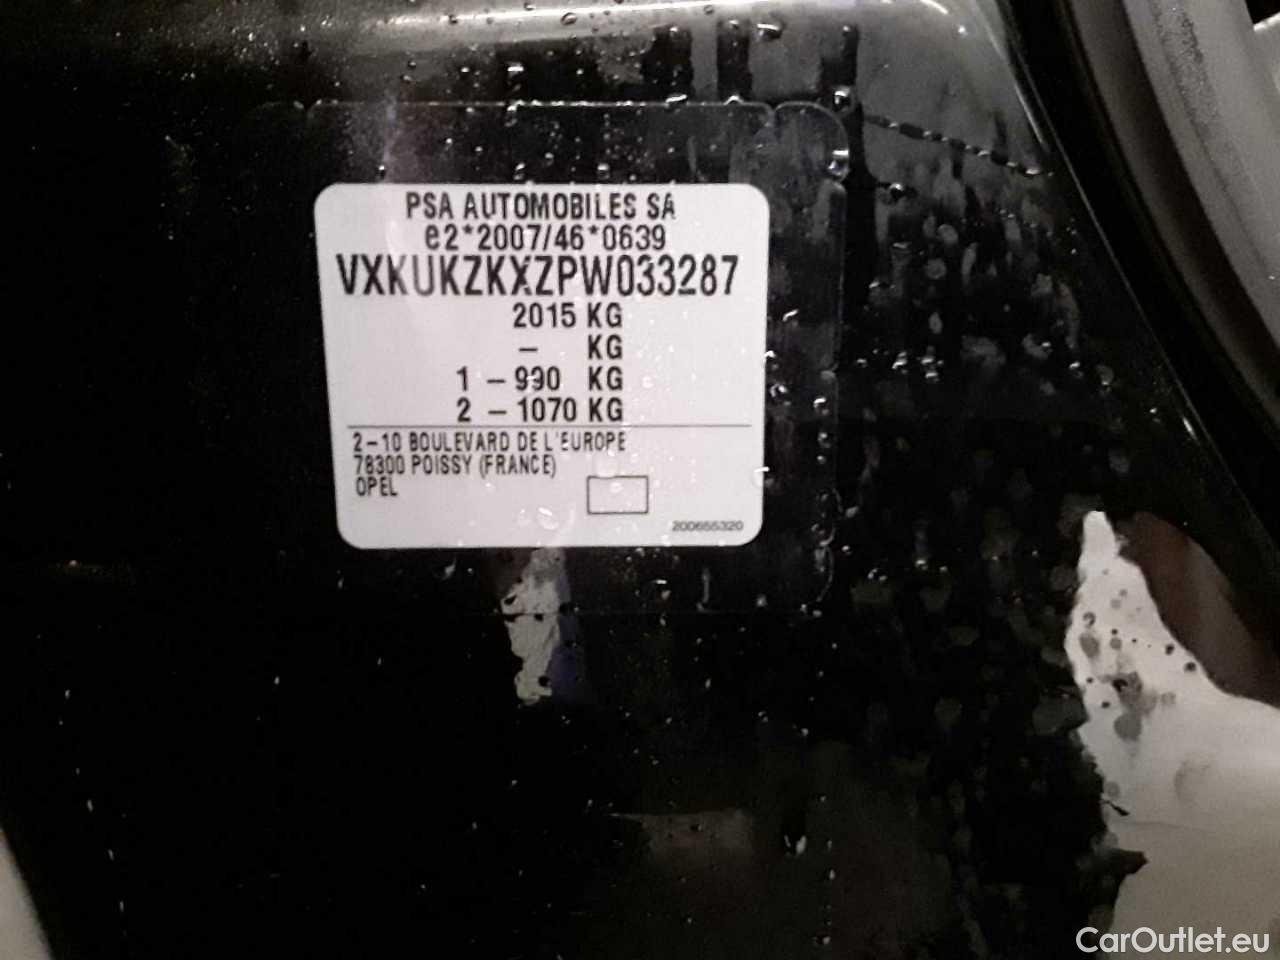 PSA AUTOMOBILES SA
e2*2007/46*0639
VXKUKZKXZPW033287
2015 KG
– KG
1 – 990 KG
2 – 1070 KG
2–10 BOULEVARD DE L'EUROPE
78300 POISSY (FRANCE)
OPEL
200655320
CarOutlet.eu